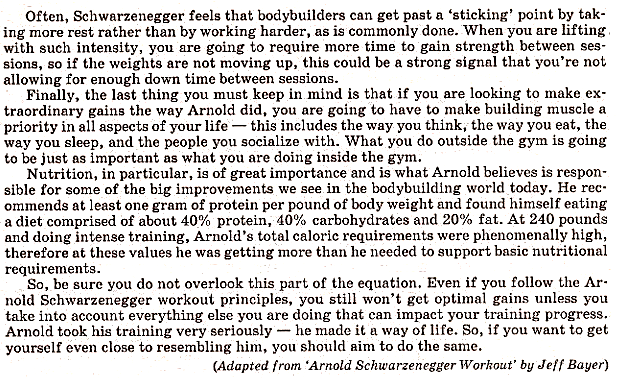 Often, Schwarzenegger feels that bodybuilders can get past a ‘sticking’ point by tak-
ing more rest rather than by working harder, as is commonly done. When you are lifting
with such intensity, you are going to require more time to gain strength between ses-
sions, so if the weights are not moving up, this could be a strong signal that you’re not
allowing for enough down time between sessions.
Finally, the last thing you must keep in mind is that if you are looking to make ex-
traordinary gains the way Arnold did, you are going to have to make building muscle a
priority in all aspects of your life — this includes the way you think, the way you eat, the
way you sleep, and the people you socialize with. What you do outside the gym is going
to be just as important as what you are doing inside the gym.
Nutrition, in particular, is of great importance and is what Arnold believes is respon-
sible for some of the big improvements we see in the bodybuilding world today. He rec-
ommends at least one gram of protein per pound of body weight and found himself eating
a diet comprised of about 40% protein, 40% carbohydrates and 20% fat. At 240 pounds
and doing intense training, Arnold’s total caloric requirements were phenomenally high,
therefore at these values he was getting more than he needed to support basic nutritional
requirements.
So, be sure you do not overlook this part of the equation. Even if you follow the Ar-
nold Schwarzenegger workout principles, you still won’t get optimal gains unless you
take into account everything else you are doing that can impact your training progress.
Arnold took his training very seriously — he made it a way of life. So, if you want to get
yourself even close to resembling him, you should aim to do the same.
(Adapted from ‘Arnold Schwarzenegger Workout’ by Jeff Bayer)